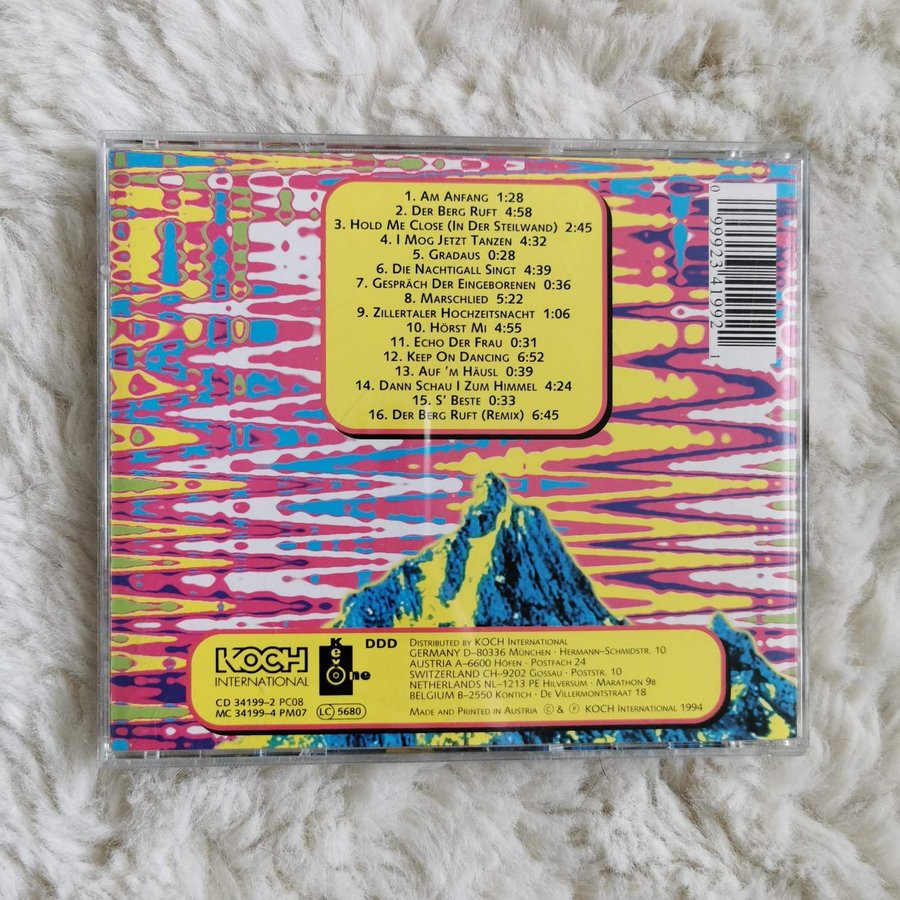 1. Am Anfang 1:28
2. Der Berg Ruft 4:58
3. Hold Me Close (In Der Steilwand) 2:45
4. I Mog Jetzt Tanzen 4:32
5. Gradaus 0:28
6. Die Nachtigall Singt 4:39
7. Gespräch Der Eingeborenen 0:36
8. Marschlied 5:22
9. Zillertaler Hochzeitsnacht 1:06
10. Hörst Mi 4:55
11. Echo Der Frau 0:31
12. Keep On Dancing 6:52
13. Auf 'm Häusl 0:39
14. Dann Schau I Zum Himmel 4:24
15. S' Beste 0:33
16. Der Berg Ruft (Remix) 6:45
0 99923 41992 1
KOCH
INTERNATIONAL
CD 34199–2 PC08
MC 34199–4 PM07
Key One
LC 5680
DDD
Distributed by KOCH International
GERMANY D–80336 München · Hermann–Schmidstr. 10
AUSTRIA A–6600 Höfen · Postfach 24
SWITZERLAND CH–9202 Gossau · Poststr. 10
NETHERLANDS NL–1213 PE Hilversum · Marathon 9b
BELGIUM B–2550 Kontich · De Villermontstraat 18
Made and Printed in Austria © & ℗ KOCH International 1994